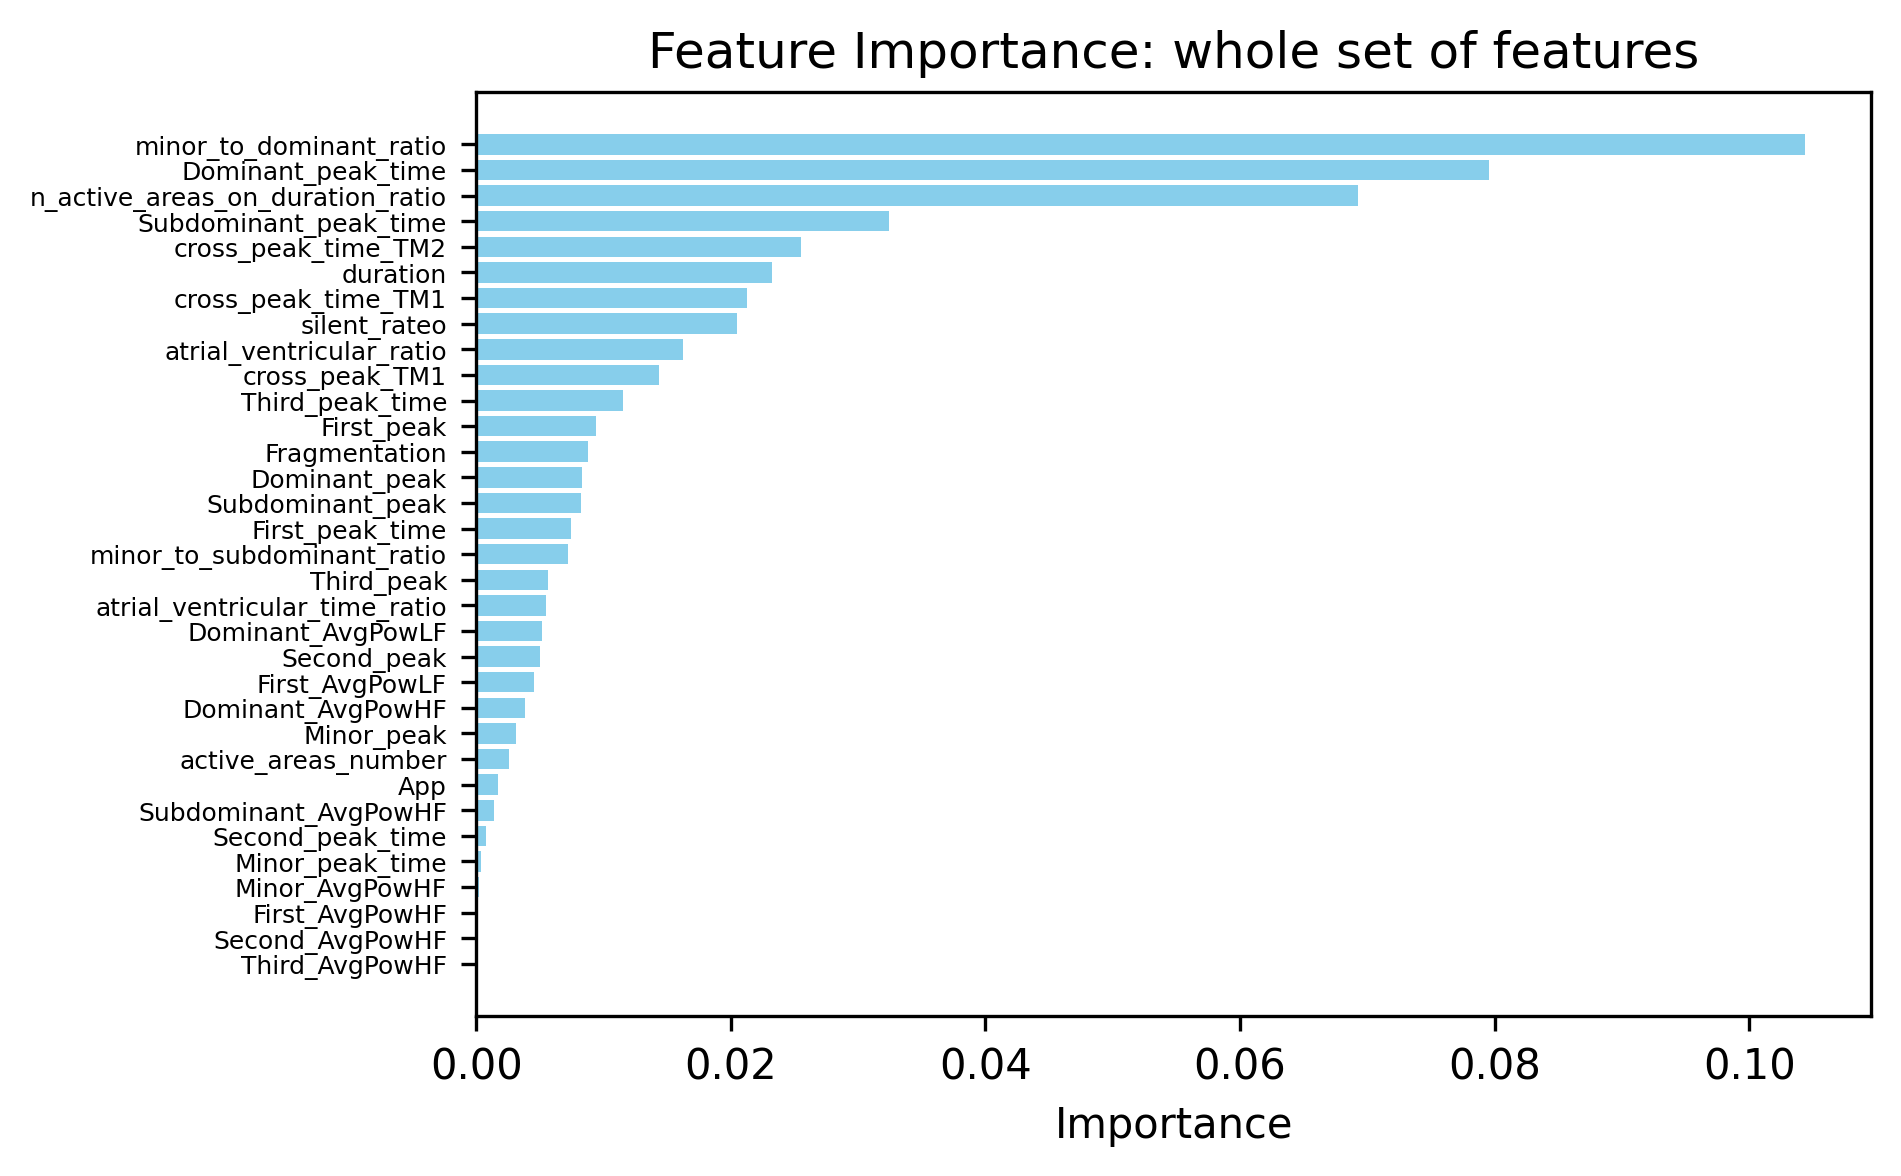 Feature Importance: whole set of features
minor_to_dominant_ratio
Dominant_peak_time
n_active_areas_on_duration_ratio
Subdominant_peak_time
cross_peak_time_TM2
duration
cross_peak_time_TM1
silent_rateo
atrial_ventricular_ratio
cross_peak_TM1
Third_peak_time
First_peak
Fragmentation
Dominant_peak
Subdominant_peak
First_peak_time
minor_to_subdominant_ratio
Third_peak
atrial_ventricular_time_ratio
Dominant_AvgPowLF
Second_peak
First_AvgPowLF
Dominant_AvgPowHF
Minor_peak
active_areas_number
App
Subdominant_AvgPowHF
Second_peak_time
Minor_peak_time
Minor_AvgPowHF
First_AvgPowHF
Second_AvgPowHF
Third_AvgPowHF
0.00 0.02 0.04 0.06 0.08 0.10
Importance